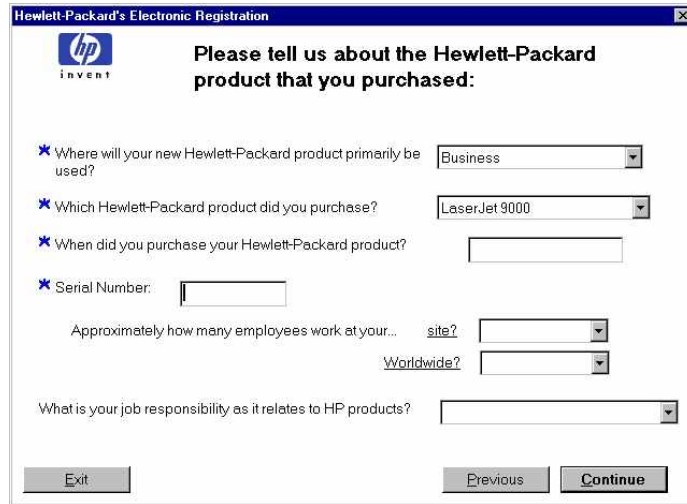 Hewlett-Packard's Electronic Registration
hp
invent
Please tell us about the Hewlett-Packard
product that you purchased:
* Where will your new Hewlett-Packard product primarily be
used?
Business
* Which Hewlett-Packard product did you purchase?
LaserJet 9000
* When did you purchase your Hewlett-Packard product?
* Serial Number:
Approximately how many employees work at your... site?
Worldwide?
What is your job responsibility as it relates to HP products?
Exit
Previous
Continue